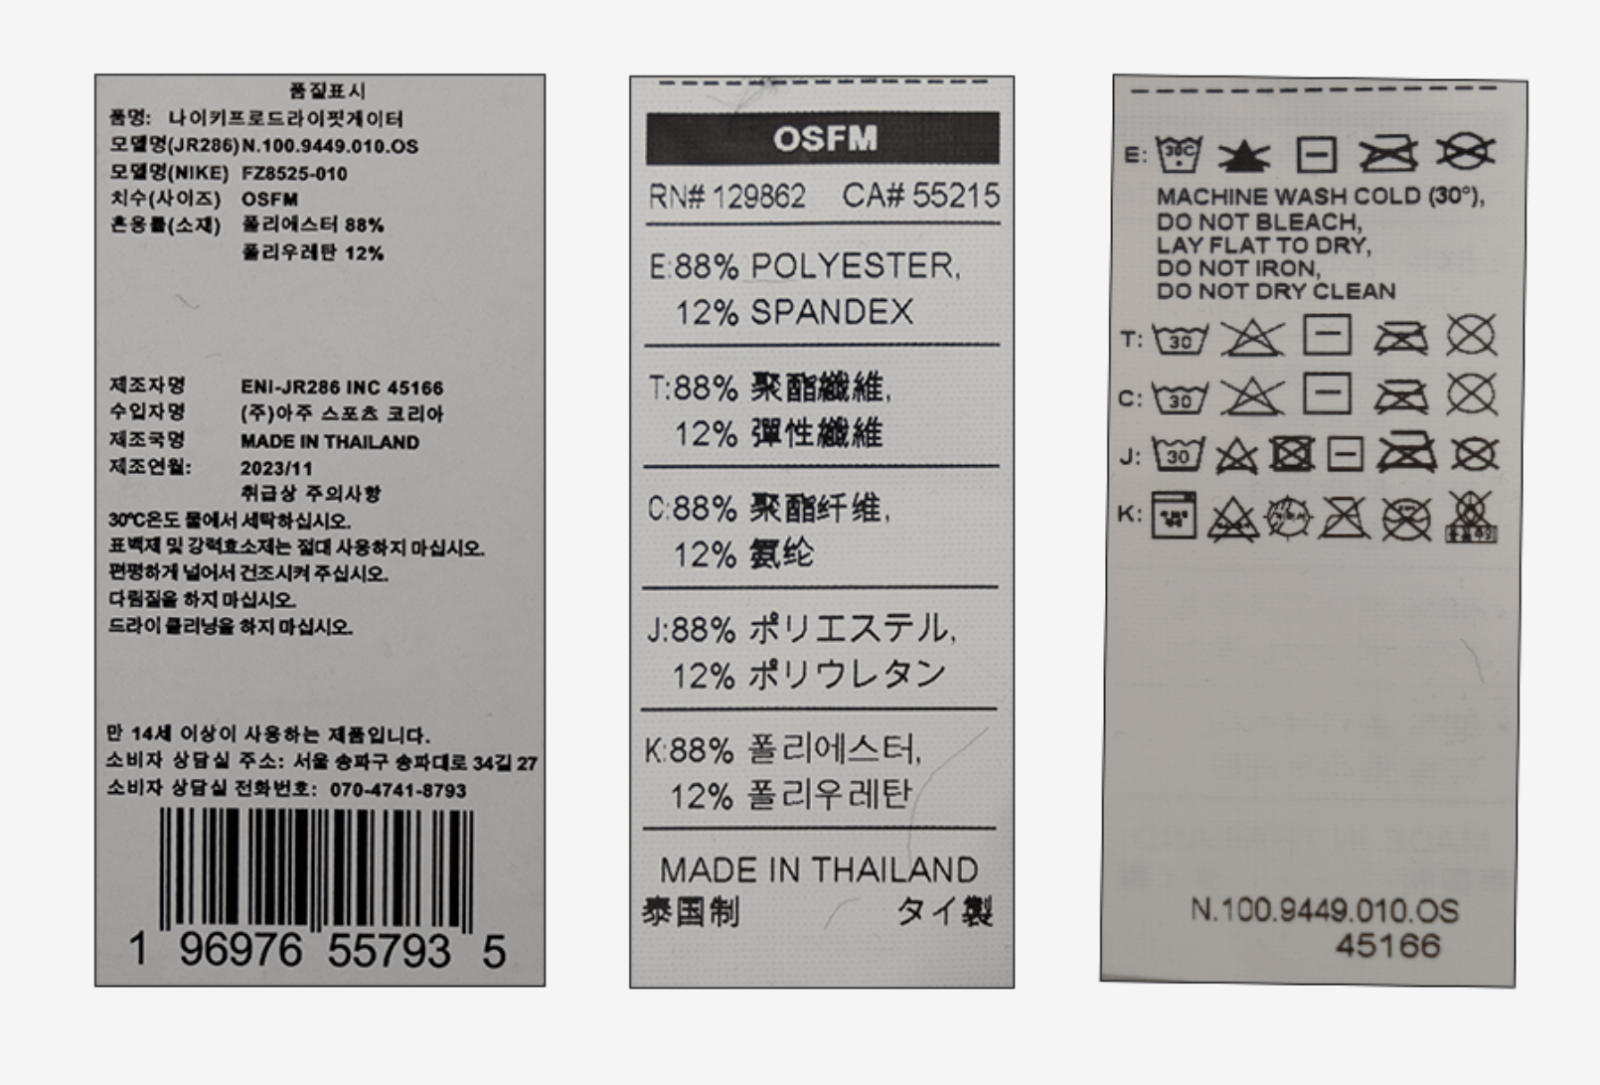 품질표시
품명: 나이키프로드라이핏게이터
모델명(JR286)N.100.9449.010.OS
모델명(NIKE) FZ8525-010
치수(사이즈) OSFM
혼용률(소재) 폴리에스터 88%
폴리우레탄 12%
제조자명 ENI-JR286 INC 45166
수입자명 (주)아주 스포츠 코리아
제조국명 MADE IN THAILAND
제조연월: 2023/11
취급상 주의사항
30℃온도 물에서 세탁하십시오.
표백제 및 강력효소제는 절대 사용하지 마십시오.
편평하게 널어서 건조시켜 주십시오.
다림질을 하지 마십시오.
드라이 클리닝을 하지 마십시오.
만 14세 이상이 사용하는 제품입니다.
소비자 상담실 주소: 서울 송파구 송파대로 34길 27
소비자 상담실 전화번호: 070-4741-8793
1 96976 55793 5
OSFM
RN# 129862 CA# 55215
E:88% POLYESTER,
12% SPANDEX
T:88% 聚酯纖維,
12% 彈性纖維
C:88% 聚酯纤维,
12% 氨纶
J:88% ポリエステル,
12% ポリウレタン
K:88% 폴리에스터,
12% 폴리우레탄
MADE IN THAILAND
泰国制 タイ製
E: 30C
MACHINE WASH COLD (30°),
DO NOT BLEACH,
LAY FLAT TO DRY,
DO NOT IRON,
DO NOT DRY CLEAN
T: 30
C: 30
J: 30
K:
N.100.9449.010.OS
45166